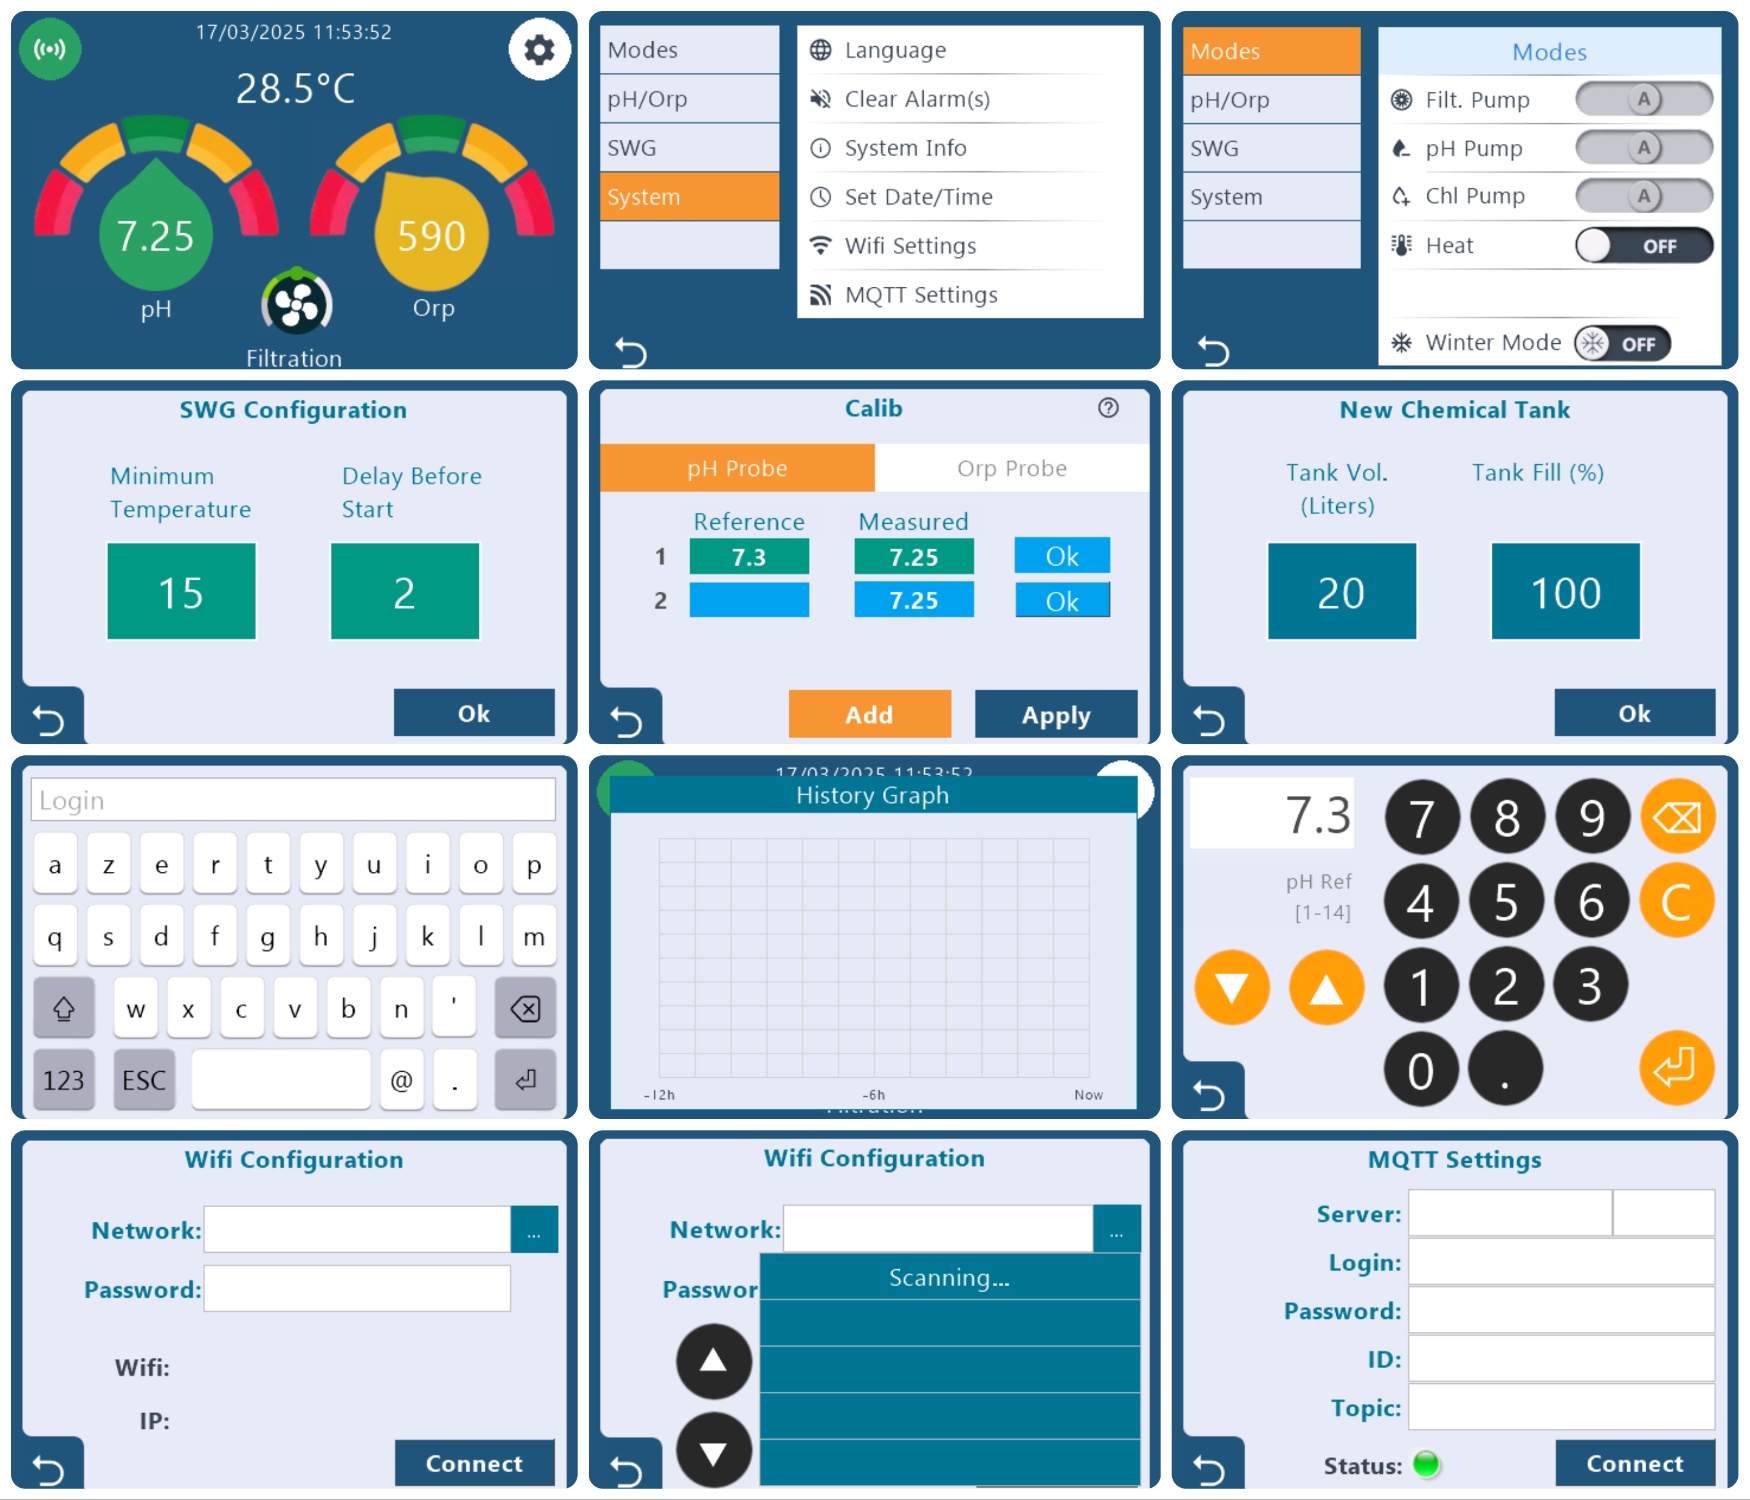 17/03/2025 11:53:52
28.5°C
7.25
590
pH
Orp
Filtration
Modes
pH/Orp
SWG
System
Language
Clear Alarm(s)
System Info
Set Date/Time
Wifi Settings
MQTT Settings
Modes
pH/Orp
SWG
System
Modes
Filt. Pump A
pH Pump A
Chl Pump A
Heat OFF
Winter Mode OFF
SWG Configuration
Minimum Temperature
Delay Before Start
15
2
Ok
Calib
pH Probe
Orp Probe
Reference Measured
1 7.3 7.25 Ok
2 7.25 Ok
Add
Apply
New Chemical Tank
Tank Vol. (Liters)
Tank Fill (%)
20
100
Ok
Login
a z e r t y u i o p
q s d f g h j k l m
w x c v b n '
123 ESC @ .
17/03/2025 11:53:52
History Graph
-12h -6h Now
Filtration
7.3
pH Ref
[1-14]
7 8 9
4 5 6 C
1 2 3
0 .
Wifi Configuration
Network: ...
Password:
Wifi:
IP:
Connect
Wifi Configuration
Network: ...
Passwor
Scanning...
MQTT Settings
Server:
Login:
Password:
ID:
Topic:
Status:
Connect